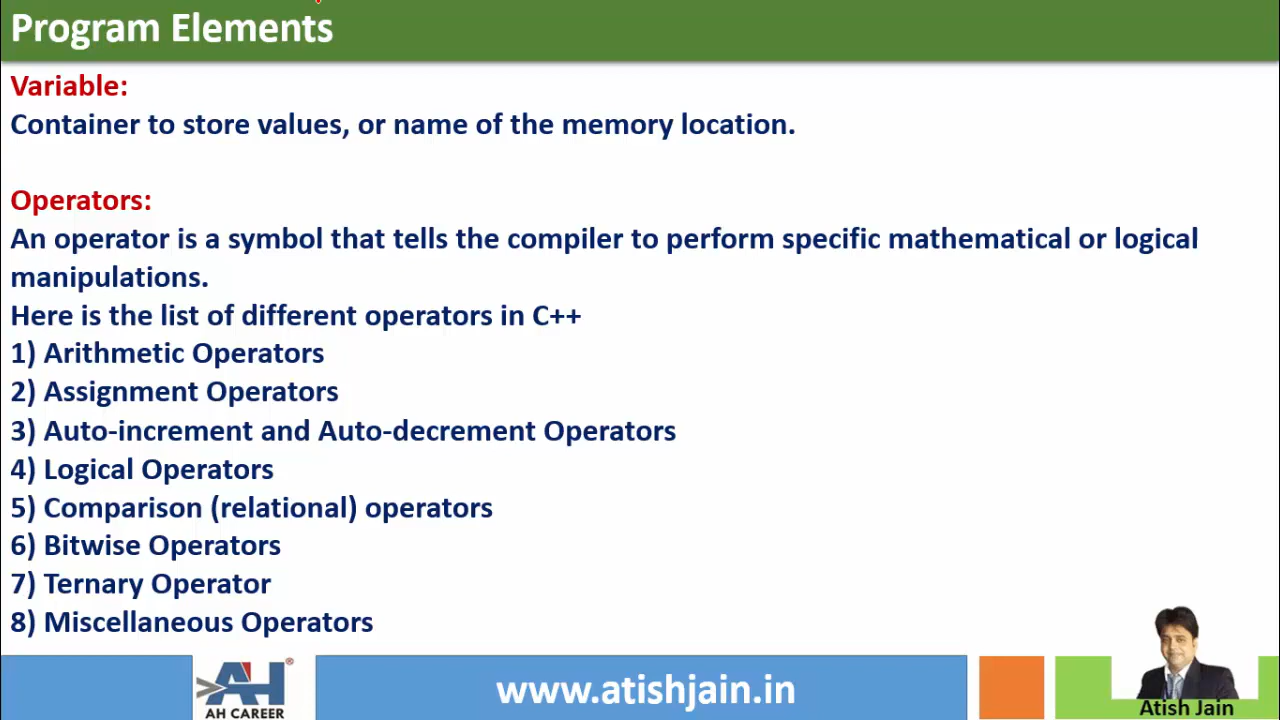 Program Elements
Variable:
Container to store values, or name of the memory location.
Operators:
An operator is a symbol that tells the compiler to perform specific mathematical or logical
manipulations.
Here is the list of different operators in C++
1) Arithmetic Operators
2) Assignment Operators
3) Auto-increment and Auto-decrement Operators
4) Logical Operators
5) Comparison (relational) operators
6) Bitwise Operators
7) Ternary Operator
8) Miscellaneous Operators
AH®
AH CAREER
www.atishjain.in
Atish Jain